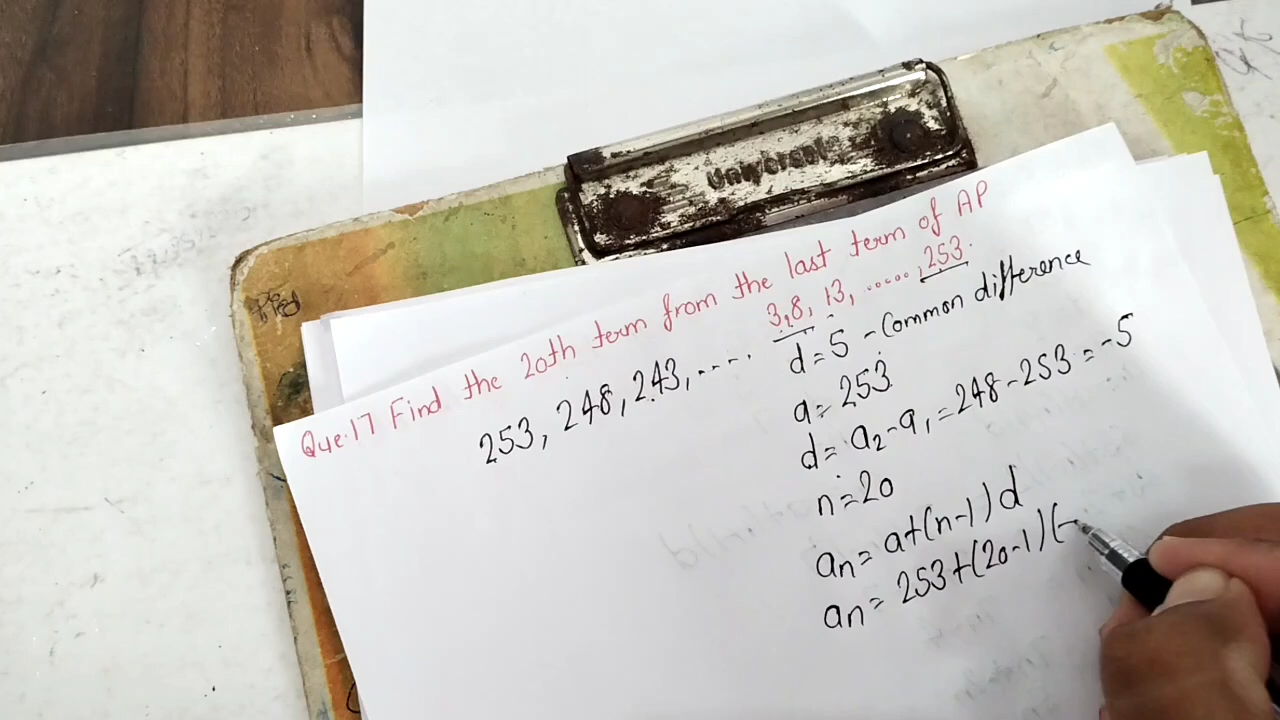 Universale
Que.17 Find the 20th term from the last term of AP
3,8, 13, ......,253.
253, 248, 243, ....
d=5 - Common difference
a= 253
d= a2-a1 =248-253 =-5
n=20
an= a+(n-1) d
an= 253+(20-1) (-